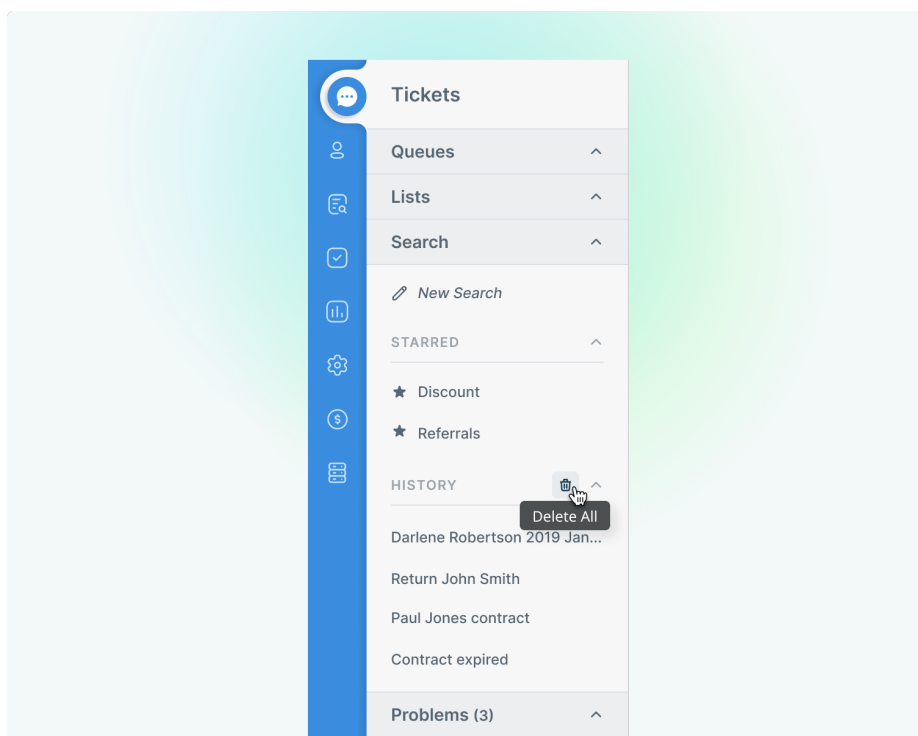 Tickets
Queues
Lists
Search
New Search
STARRED
Discount
Referrals
HISTORY
Delete All
Darlene Robertson 2019 Jan...
Return John Smith
Paul Jones contract
Contract expired
Problems (3)